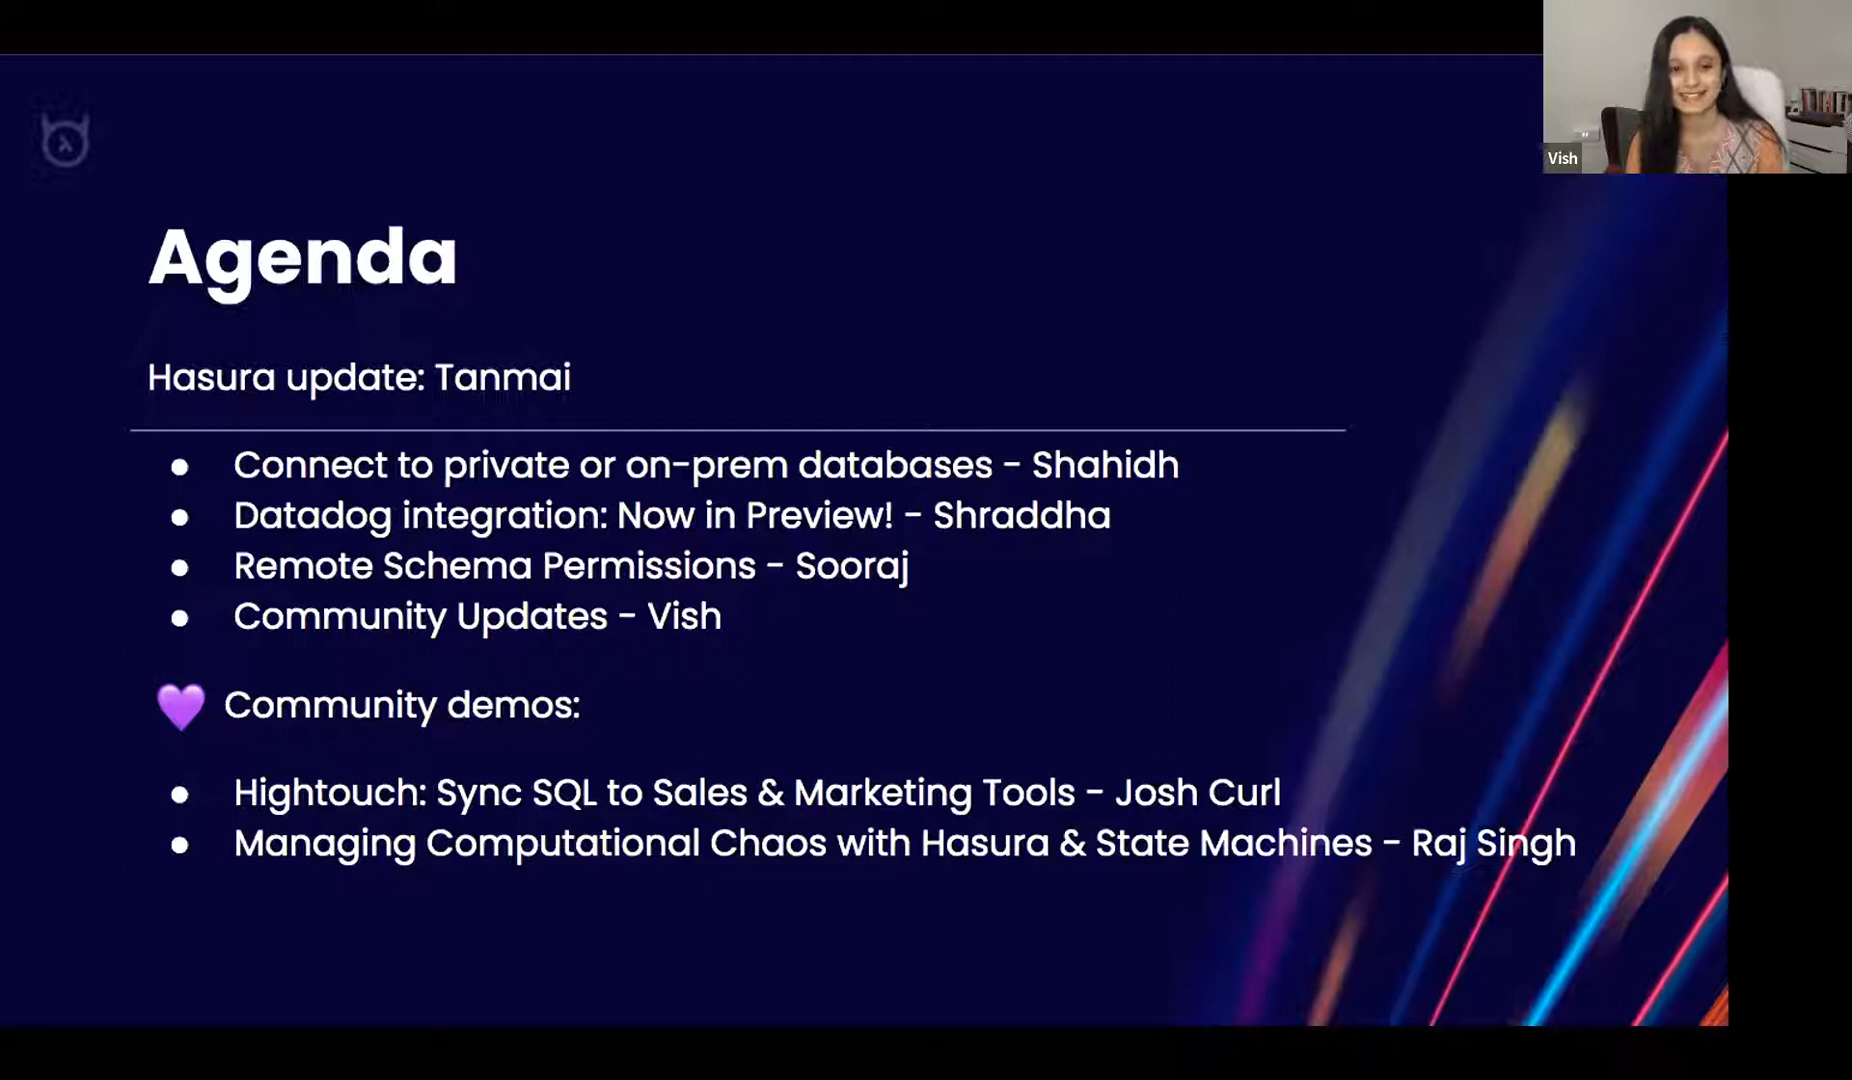 Vish
Agenda
Hasura update: Tanmai
● Connect to private or on-prem databases - Shahidh
● Datadog integration: Now in Preview! - Shraddha
● Remote Schema Permissions - Sooraj
● Community Updates - Vish
💜 Community demos:
● Hightouch: Sync SQL to Sales & Marketing Tools - Josh Curl
● Managing Computational Chaos with Hasura & State Machines - Raj Singh